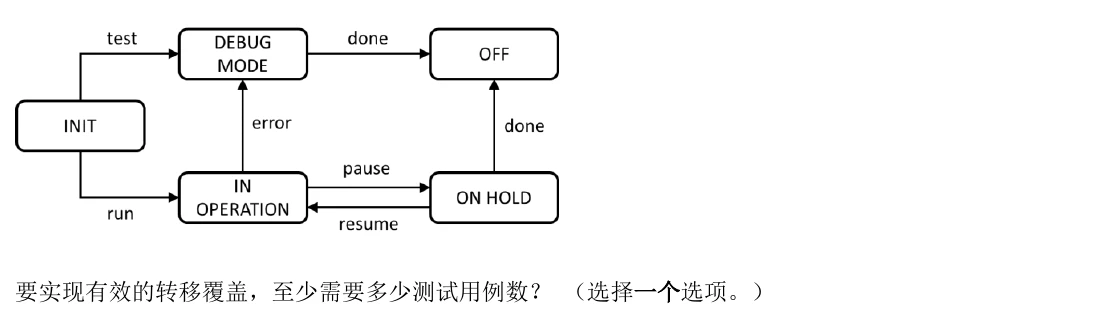 test
DEBUG
MODE
done
OFF
INIT
error
done
pause
run
IN
OPERATION
ON HOLD
resume
要实现有效的转移覆盖，至少需要多少测试用例数？ （选择一个选项。）